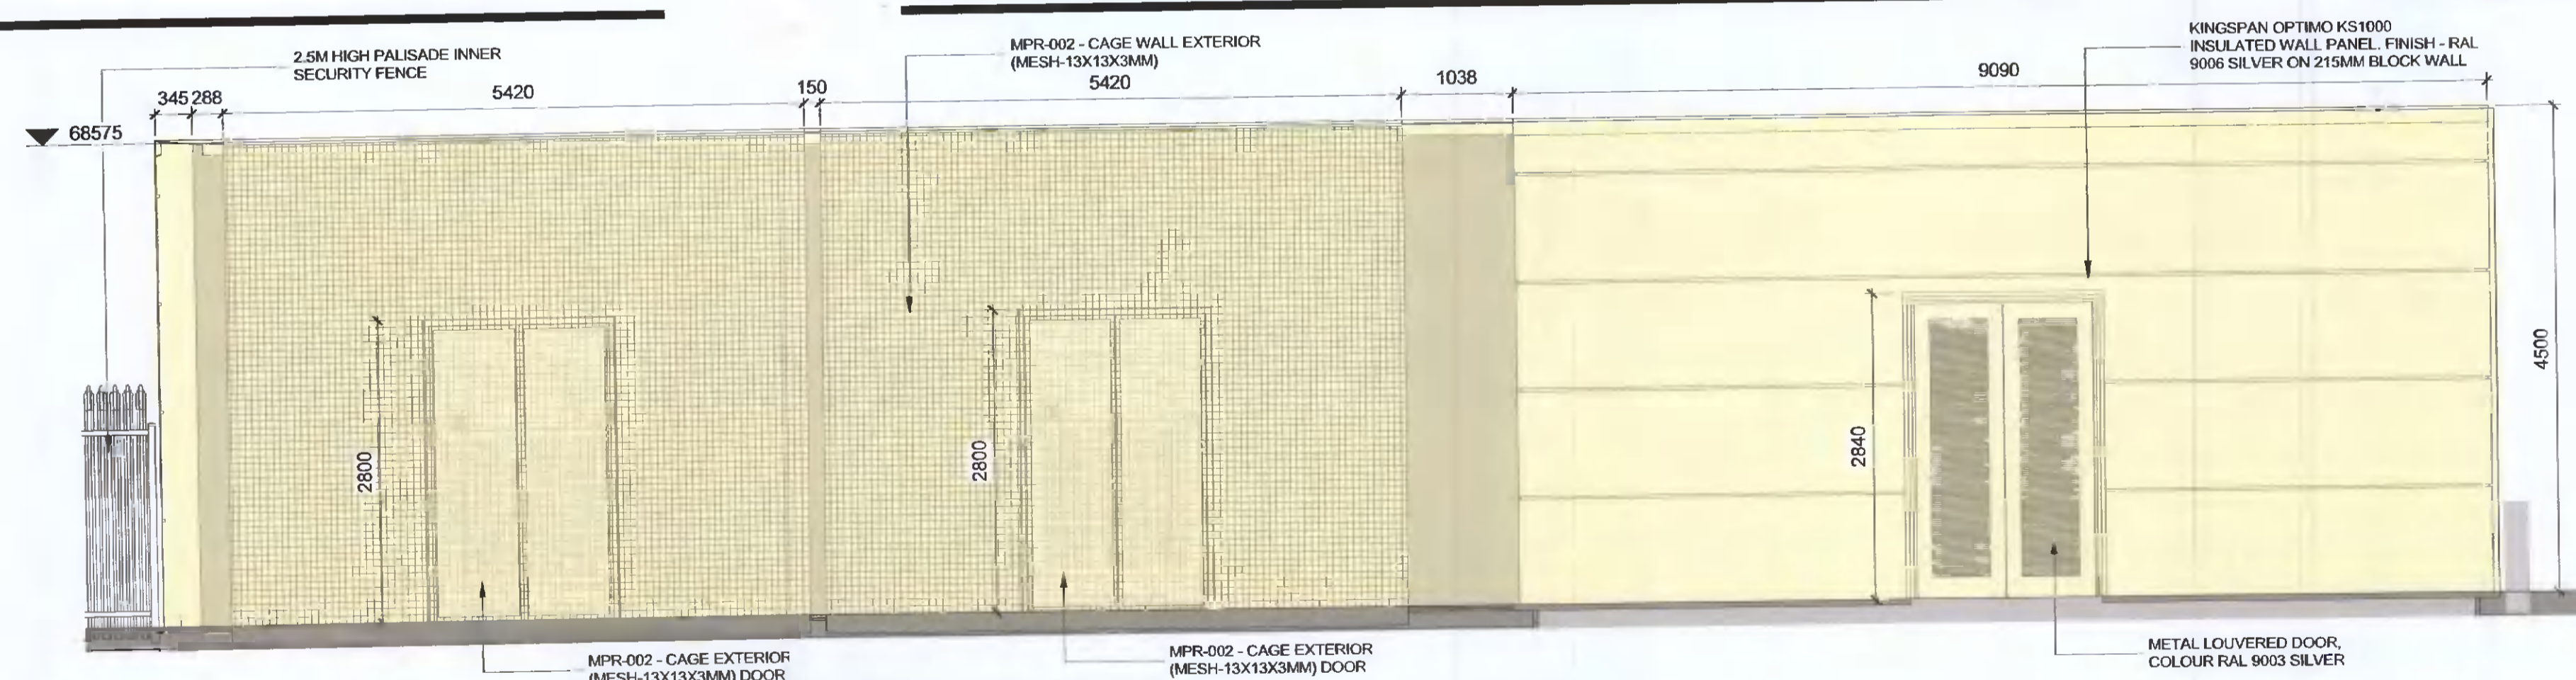 2.5M HIGH PALISADE INNER
SECURITY FENCE
MPR-002 - CAGE WALL EXTERIOR
(MESH-13X13X3MM)
KINGSPAN OPTIMO KS1000
INSULATED WALL PANEL. FINISH - RAL
9006 SILVER ON 215MM BLOCK WALL
345 288
5420
150
5420
1038
9090
68575
2800
2800
2840
4500
MPR-002 - CAGE EXTERIOR
(MESH-13X13X3MM) DOOR
MPR-002 - CAGE EXTERIOR
(MESH-13X13X3MM) DOOR
METAL LOUVERED DOOR,
COLOUR RAL 9003 SILVER